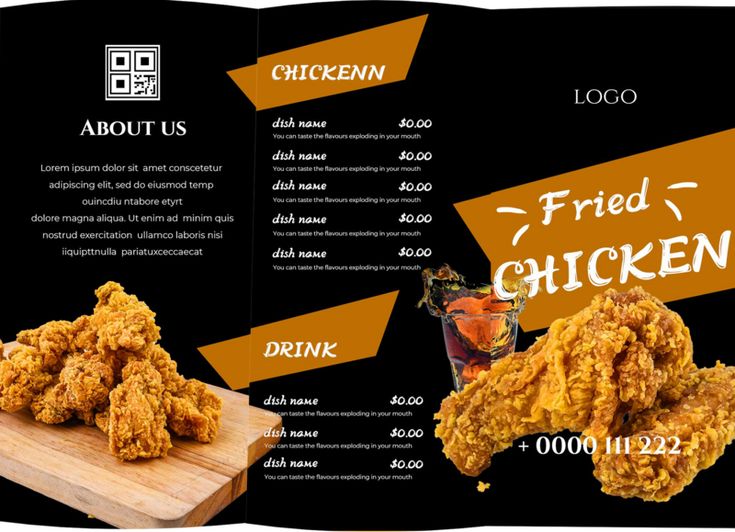 ABOUT US
Lorem ipsum dolor sit amet conscetetur
adipiscing elit, sed do eiusmod temp
ouincdiu ntabore etyrt
dolore magna aliqua. Ut enim ad minim quis
nostrud exercitation ullamco laboris nisi
iiquipttnulla pariatuxceccaecat
CHICKENN
dish name $0.00
You can taste the flavours exploding in your mouth
dish name $0.00
You can taste the flavours exploding in your mouth
dish name $0.00
You can taste the flavours exploding in your mouth
dish name $0.00
You can taste the flavours exploding in your mouth
dish name $0.00
You can taste the flavours exploding in your mouth
DRINK
dish name $0.00
You can taste the flavours exploding in your mouth
dish name $0.00
You can taste the flavours exploding in your mouth
dish name $0.00
You can taste the flavours exploding in your mouth
LOGO
Fried
CHICKEN
+ 0000 111 222